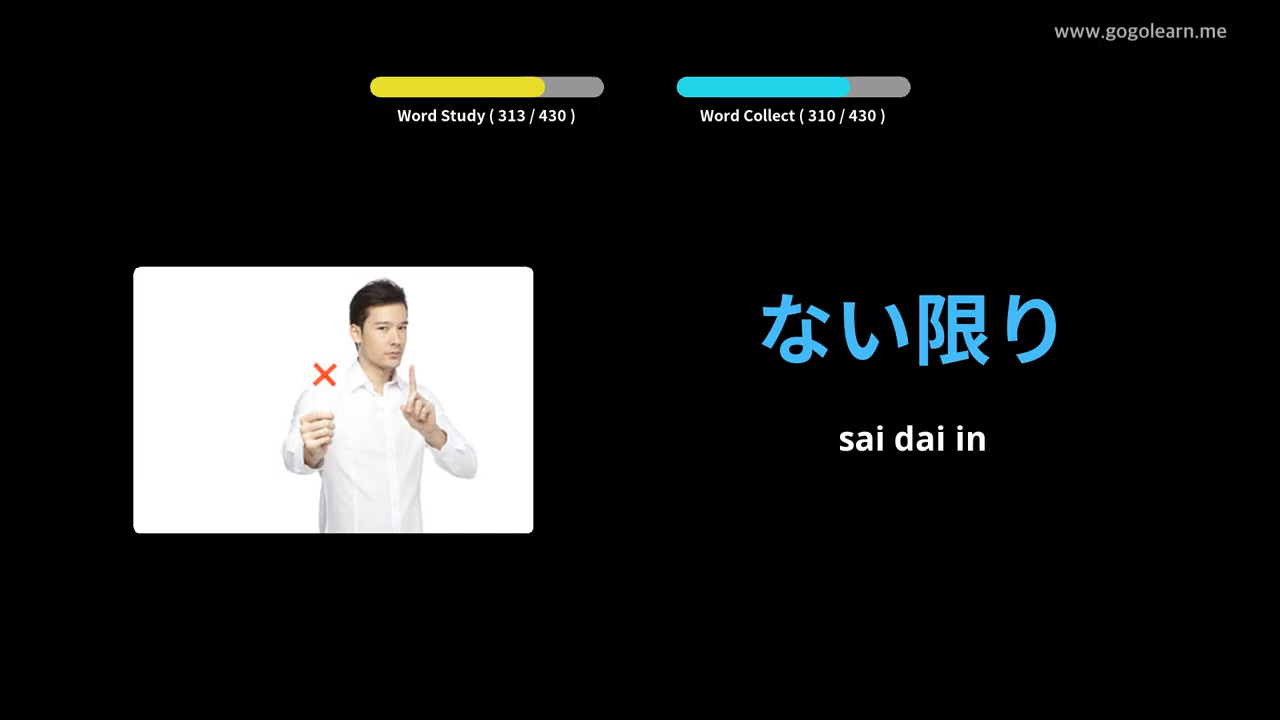 www.gogolearn.me
Word Study ( 313 / 430 )
Word Collect ( 310 / 430 )
ない限り
sai dai in